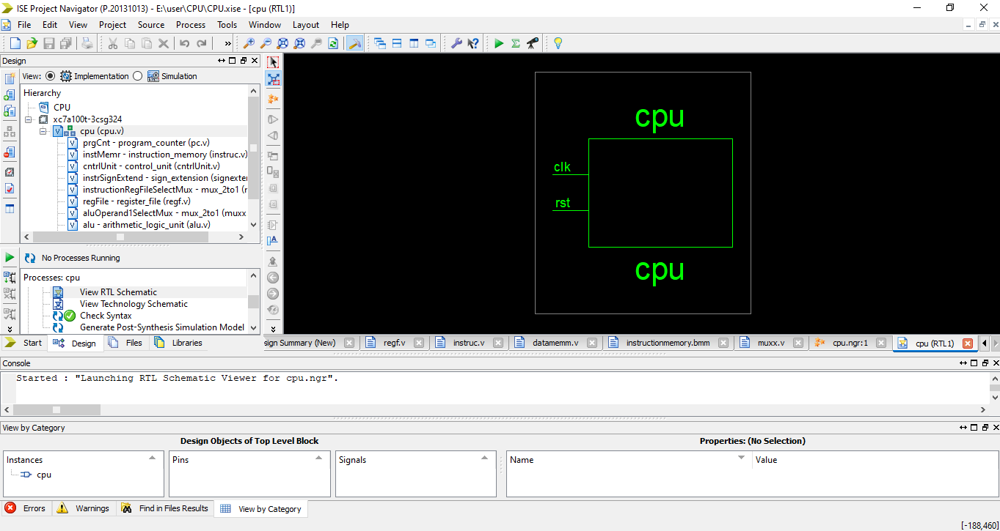 ISE Project Navigator (P.20131013) - E:\user\CPU\CPU.xise - [cpu (RTL1)]
File Edit View Project Source Process Tools Window Layout Help
Design
View: Implementation Simulation
Hierarchy
CPU
xc7a100t-3csg324
cpu (cpu.v)
prgCnt - program_counter (pc.v)
instMemr - instruction_memory (instruc.v)
cntrlUnit - control_unit (cntrlUnit.v)
instrSignExtend - sign_extension (signexter
instructionRegFileSelectMux - mux_2to1 (r
regFile - register_file (regf.v)
aluOperand1SelectMux - mux_2to1 (muxx
alu - arithmetic_logic_unit (alu.v)
No Processes Running
Processes: cpu
View RTL Schematic
View Technology Schematic
Check Syntax
Generate Post-Synthesis Simulation Model
Start Design Files Libraries
cpu
clk
rst
cpu
sign Summary (New) regf.v instruc.v datamemm.v instructionmemory.bmm muxx.v cpu.ngr:1 cpu (RTL1)
Console
Started : "Launching RTL Schematic Viewer for cpu.ngr".
View by Category
Design Objects of Top Level Block Properties: (No Selection)
Instances Pins Signals Name Value
cpu
Errors Warnings Find in Files Results View by Category
[-188,460]